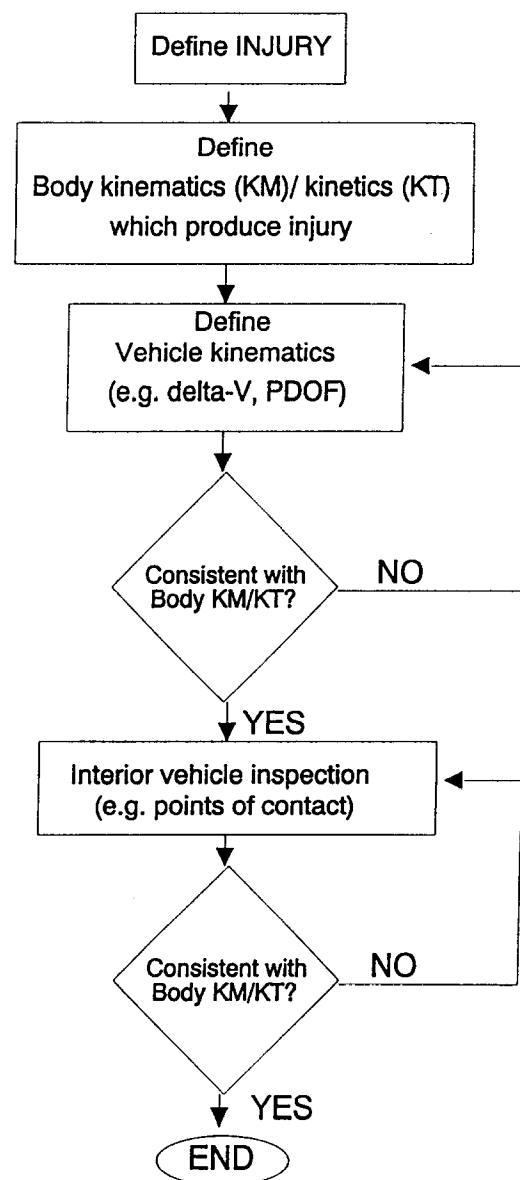 Define INJURY
Define
Body kinematics (KM)/ kinetics (KT)
which produce injury
Define
Vehicle kinematics
(e.g. delta-V, PDOF)
Consistent with
Body KM/KT?
NO
YES
Interior vehicle inspection
(e.g. points of contact)
Consistent with
Body KM/KT?
NO
YES
END